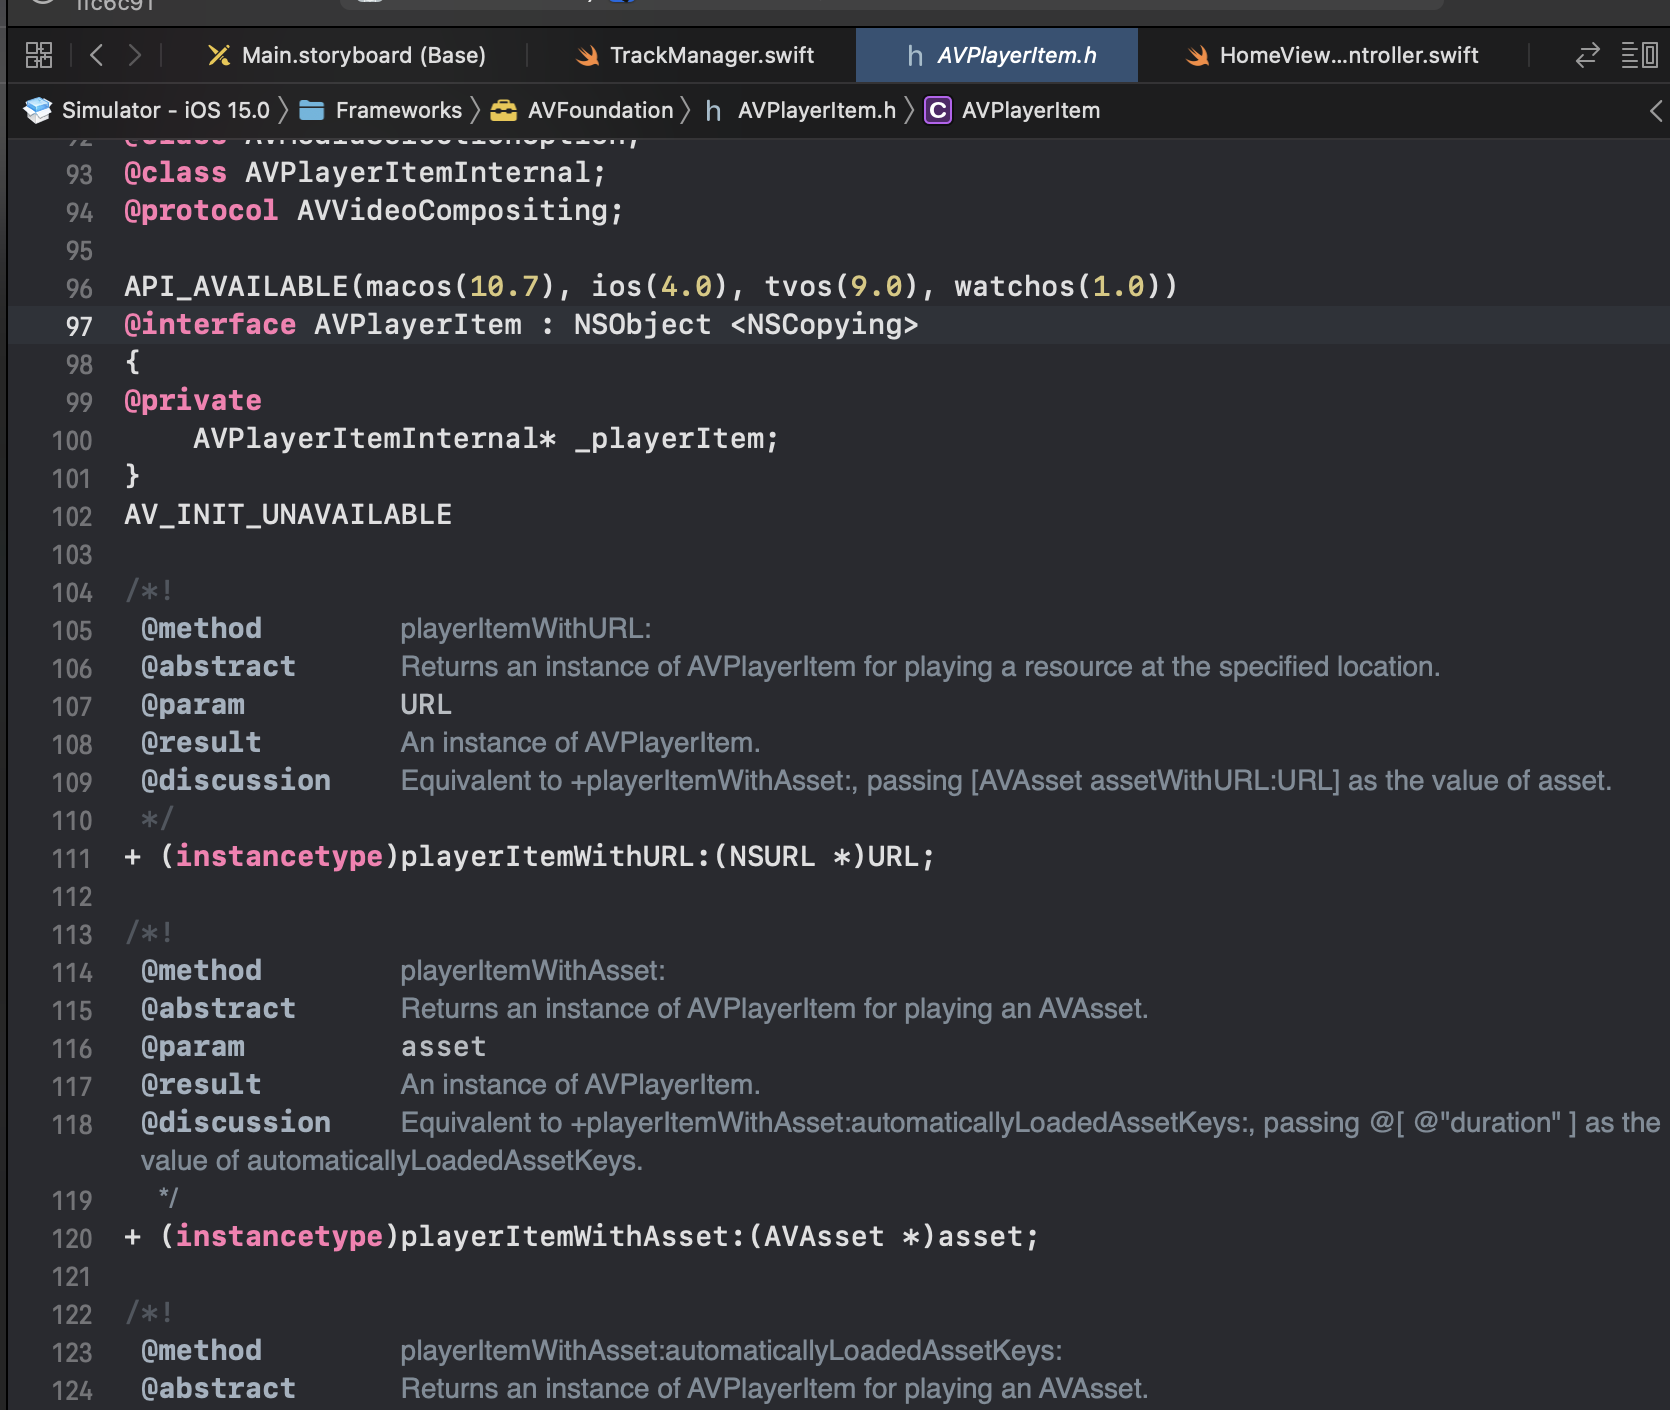 Main.storyboard (Base) TrackManager.swift AVPlayerItem.h HomeView...ntroller.swift
Simulator - iOS 15.0 Frameworks AVFoundation AVPlayerItem.h C AVPlayerItem
93 @class AVPlayerItemInternal;
94 @protocol AVVideoCompositing;
95
96 API_AVAILABLE(macos(10.7), ios(4.0), tvos(9.0), watchos(1.0))
97 @interface AVPlayerItem : NSObject <NSCopying>
98 {
99 @private
100 AVPlayerItemInternal* _playerItem;
101 }
102 AV_INIT_UNAVAILABLE
103
104 /*!
105 @method playerItemWithURL:
106 @abstract Returns an instance of AVPlayerItem for playing a resource at the specified location.
107 @param URL
108 @result An instance of AVPlayerItem.
109 @discussion Equivalent to +playerItemWithAsset:, passing [AVAsset assetWithURL:URL] as the value of asset.
110 */
111 + (instancetype)playerItemWithURL:(NSURL *)URL;
112
113 /*!
114 @method playerItemWithAsset:
115 @abstract Returns an instance of AVPlayerItem for playing an AVAsset.
116 @param asset
117 @result An instance of AVPlayerItem.
118 @discussion Equivalent to +playerItemWithAsset:automaticallyLoadedAssetKeys:, passing @[ @"duration" ] as the
value of automaticallyLoadedAssetKeys.
119 */
120 + (instancetype)playerItemWithAsset:(AVAsset *)asset;
121
122 /*!
123 @method playerItemWithAsset:automaticallyLoadedAssetKeys:
124 @abstract Returns an instance of AVPlayerItem for playing an AVAsset.